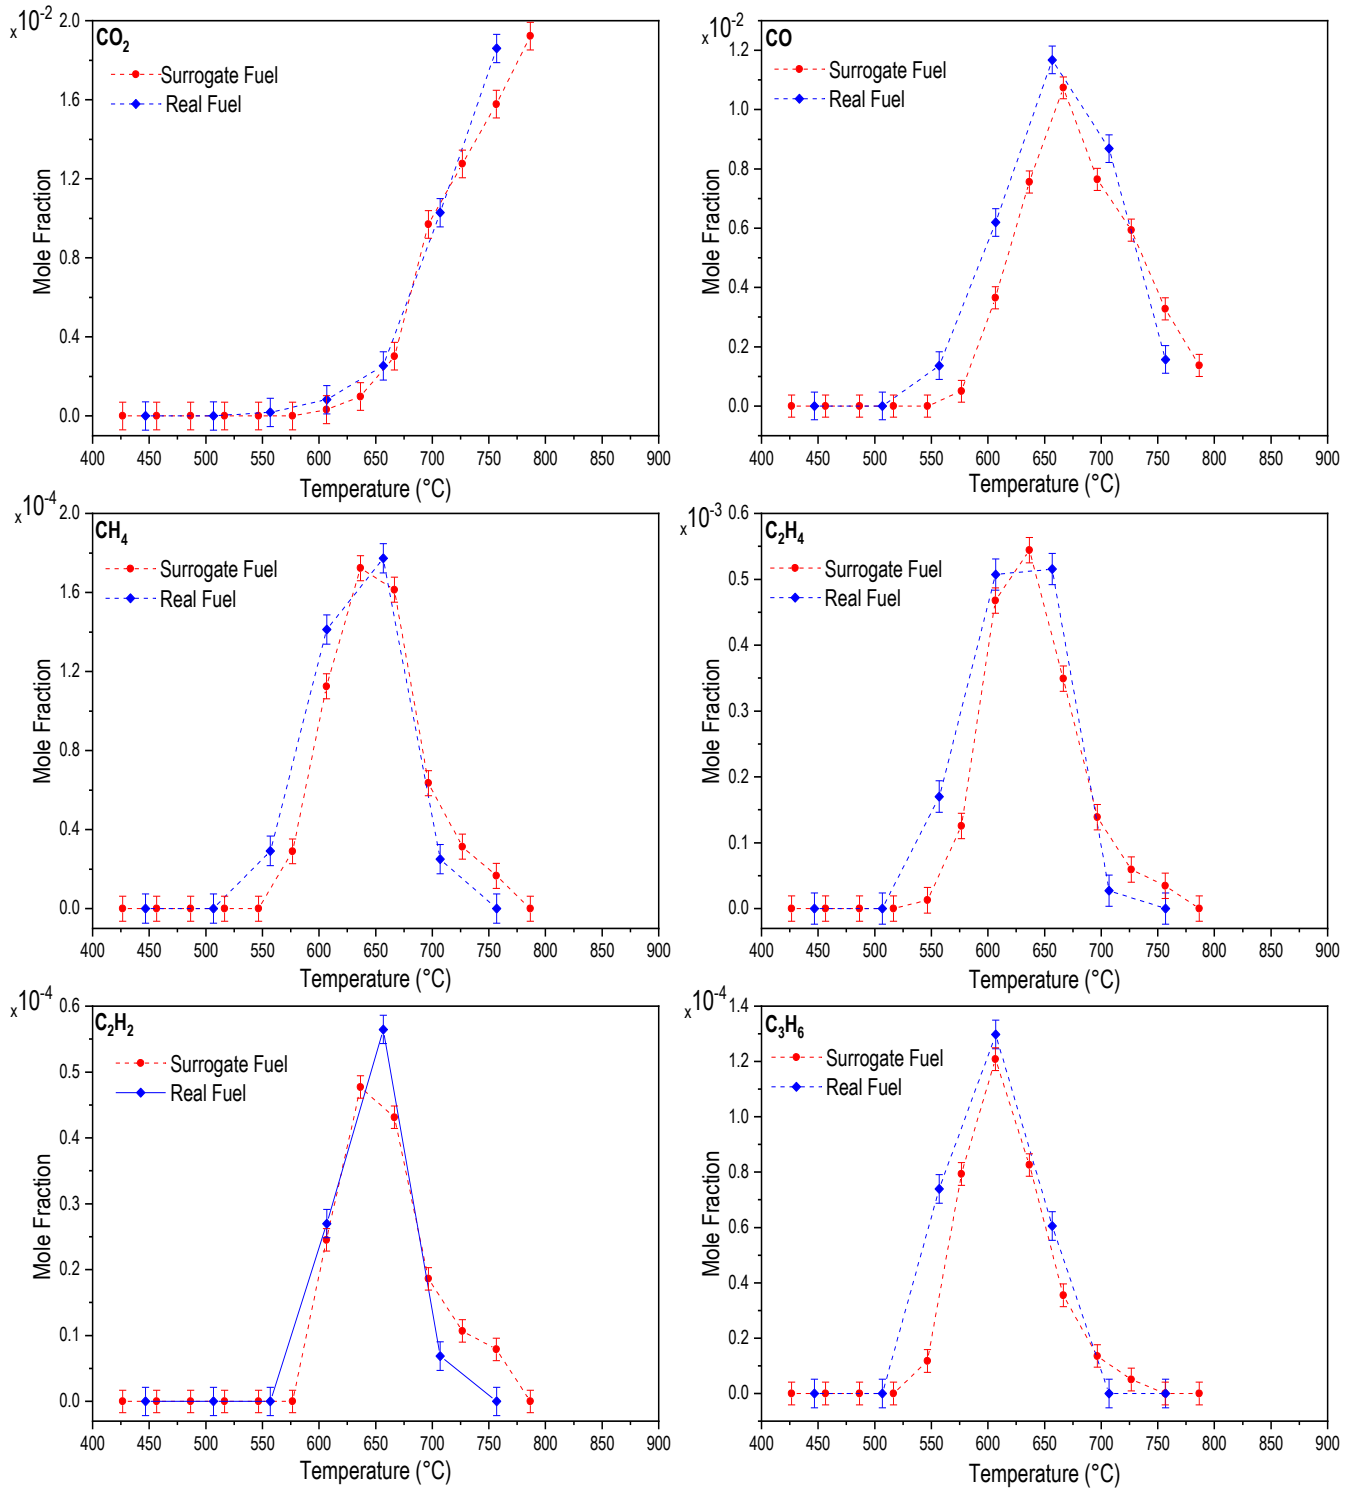 x10-2
2.0
1.6
1.2
0.8
0.4
0.0
CO2
Surrogate Fuel
Real Fuel
Mole Fraction
400 450 500 550 600 650 700 750 800 850 900
Temperature (°C)
x10-2
1.2
1.0
0.8
0.6
0.4
0.2
0.0
CO
Surrogate Fuel
Real Fuel
Mole Fraction
400 450 500 550 600 650 700 750 800 850 900
Temperature (°C)
x10-4
2.0
1.6
1.2
0.8
0.4
0.0
CH4
Surrogate Fuel
Real Fuel
Mole Fraction
400 450 500 550 600 650 700 750 800 850 900
Temperature (°C)
x10-3
0.6
0.5
0.4
0.3
0.2
0.1
0.0
C2H4
Surrogate Fuel
Real Fuel
Mole Fraction
400 450 500 550 600 650 700 750 800 850 900
Temperature (°C)
x10-4
0.6
0.5
0.4
0.3
0.2
0.1
0.0
C2H2
Surrogate Fuel
Real Fuel
Mole Fraction
400 450 500 550 600 650 700 750 800 850 900
Temperature (°C)
x10-4
1.4
1.2
1.0
0.8
0.6
0.4
0.2
0.0
C3H6
Surrogate Fuel
Real Fuel
Mole Fraction
400 450 500 550 600 650 700 750 800 850 900
Temperature (°C)